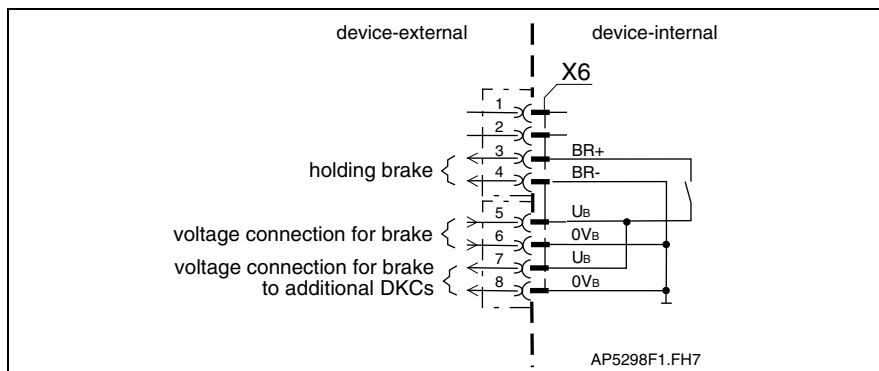 device-external device-internal
X6
1
2
3 BR+
holding brake 4 BR-
5 UB
voltage connection for brake 6 0VB
voltage connection for brake 7 UB
to additional DKCs 8 0VB
AP5298F1.FH7